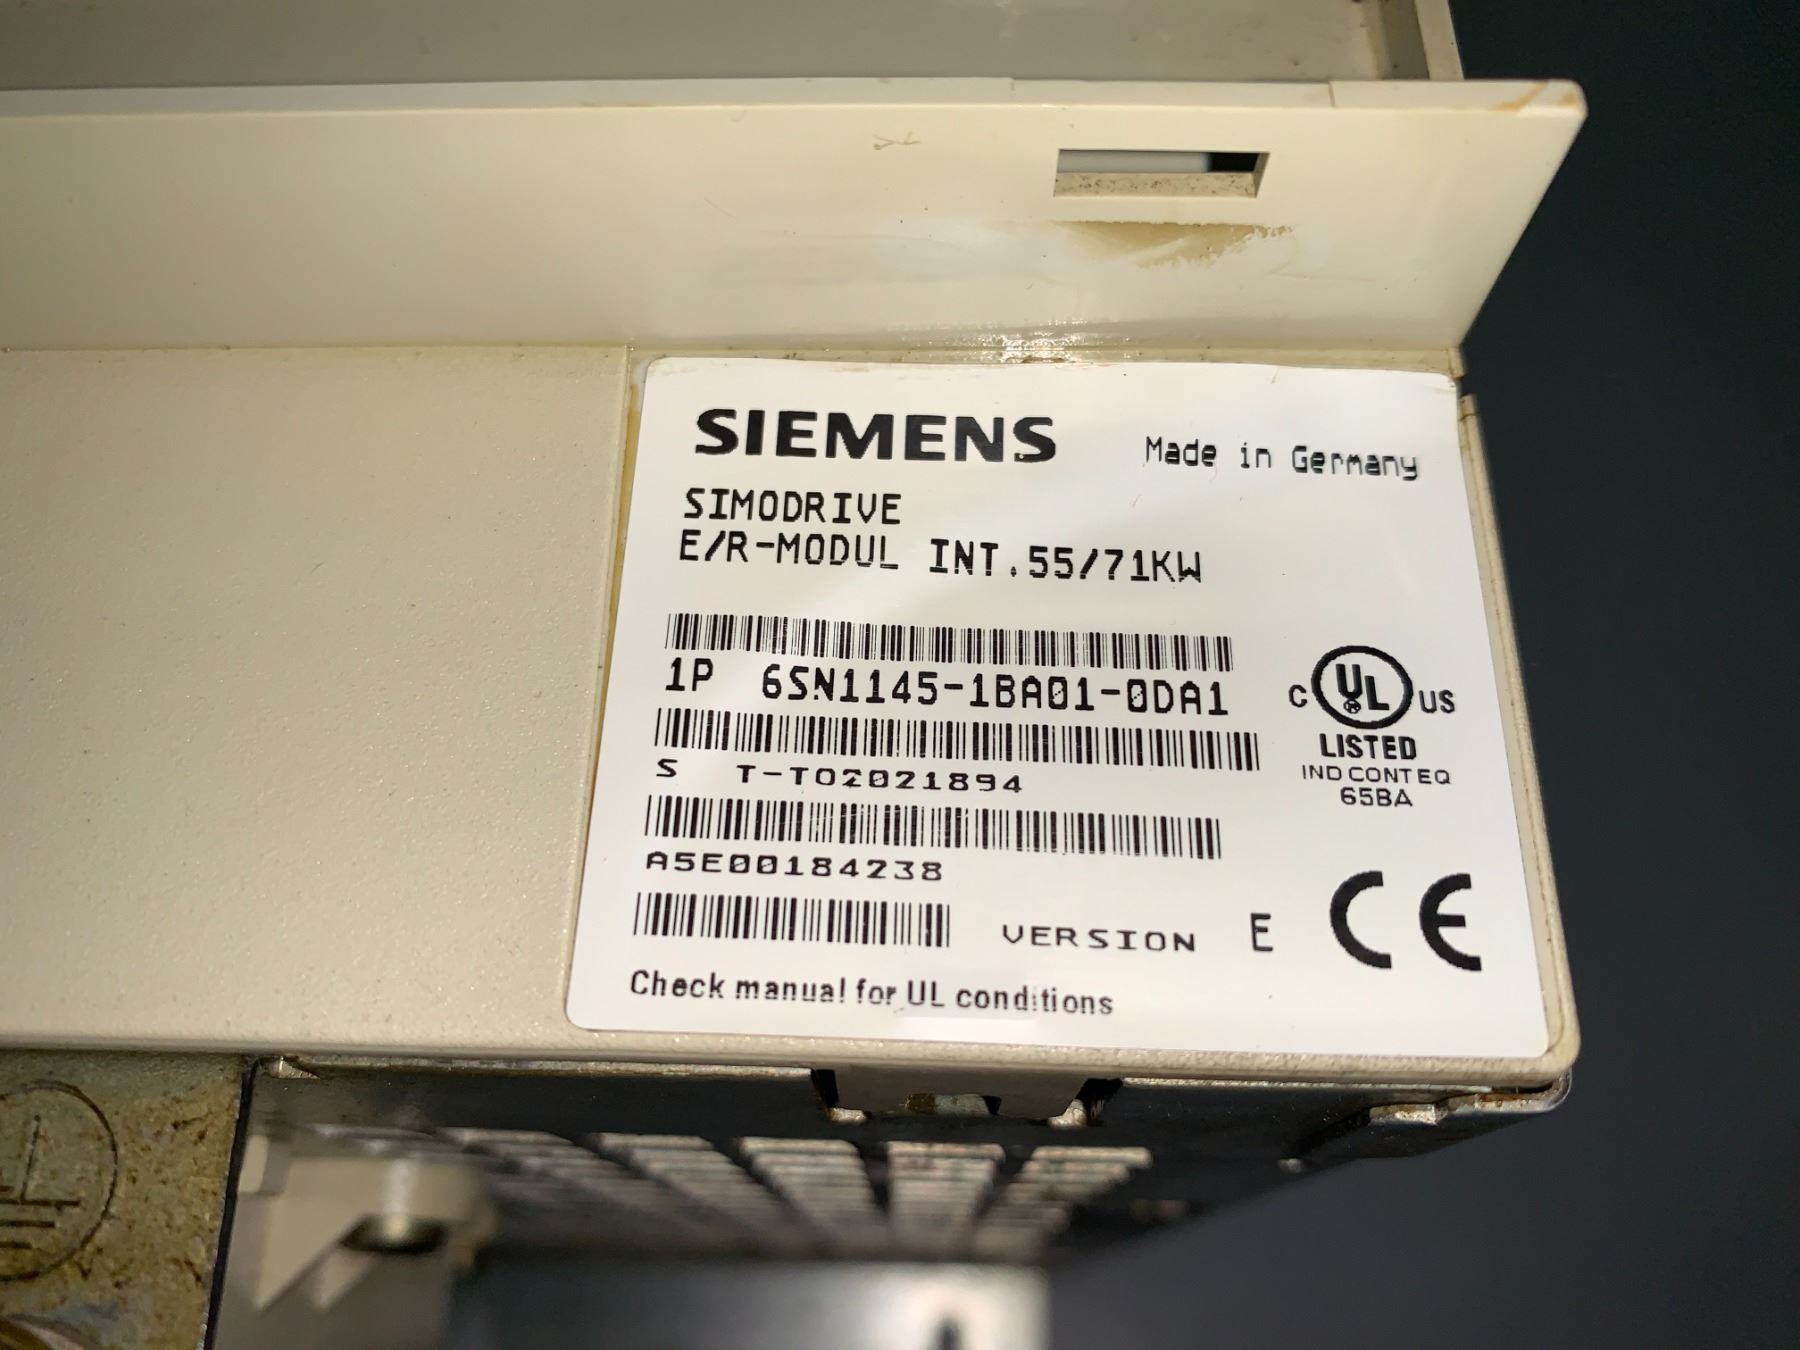 SIEMENS Made in Germany
SIMODRIVE
E/R-MODUL INT.55/71KW
1P 6SN1145-1BA01-0DA1
S T-T02021894
A5E00184238
VERSION E
Check manual for UL conditions
C UL US
®
LISTED
IND CONT EQ
65BA
CE